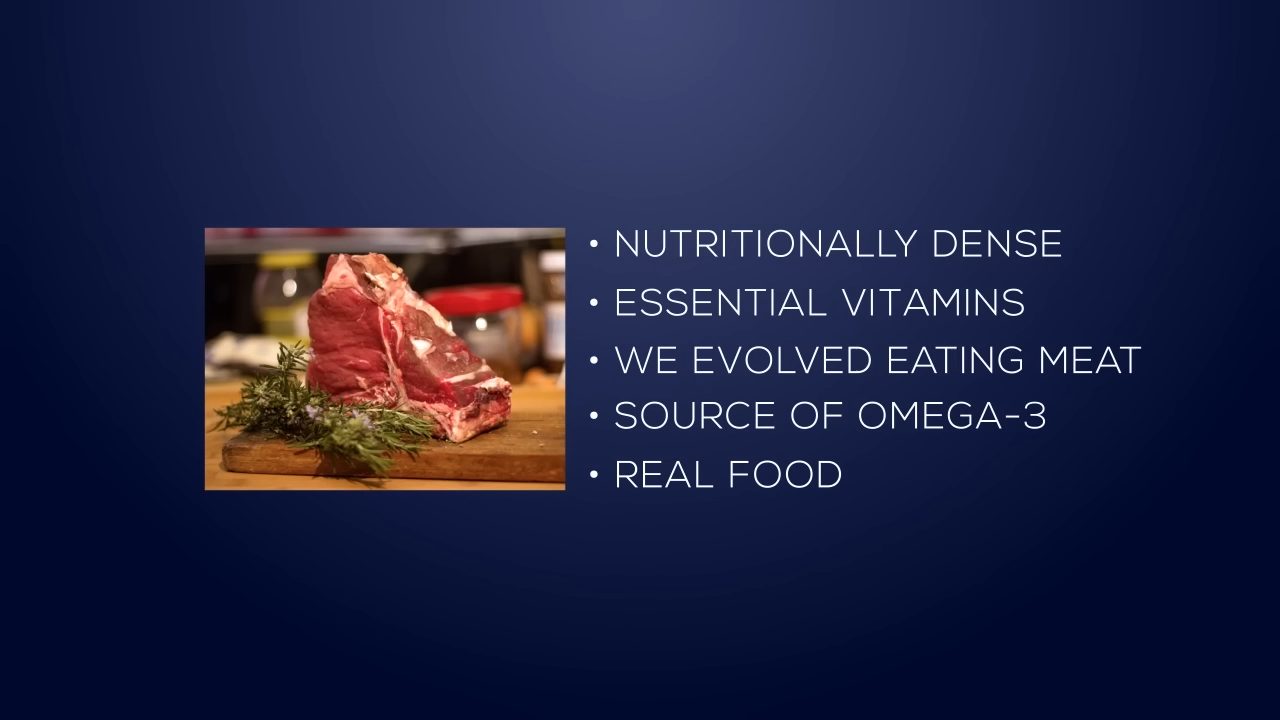 • NUTRITIONALLY DENSE
• ESSENTIAL VITAMINS
• WE EVOLVED EATING MEAT
• SOURCE OF OMEGA-3
• REAL FOOD